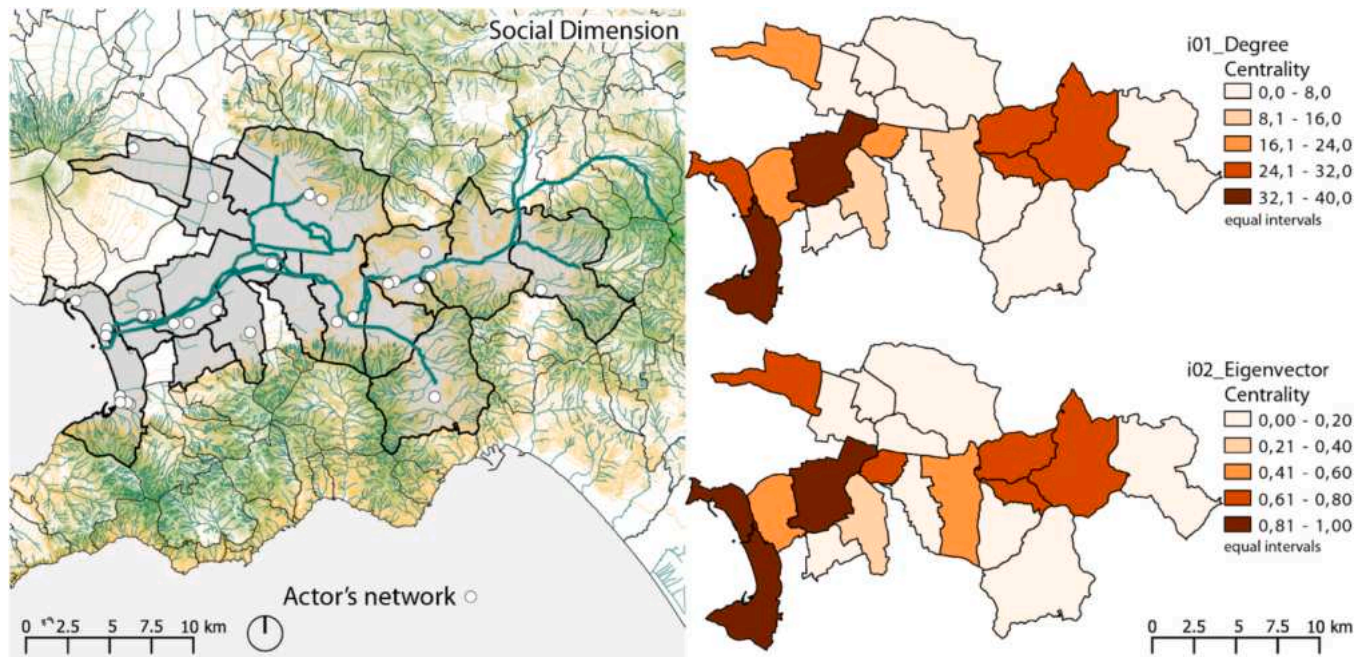 Social Dimension
Actor's network
0 2.5 5 7.5 10 km
i01_Degree
Centrality
0,0 - 8,0
8,1 - 16,0
16,1 - 24,0
24,1 - 32,0
32,1 - 40,0
equal intervals
i02_Eigenvector
Centrality
0,00 - 0,20
0,21 - 0,40
0,41 - 0,60
0,61 - 0,80
0,81 - 1,00
equal intervals
0 2.5 5 7.5 10 km